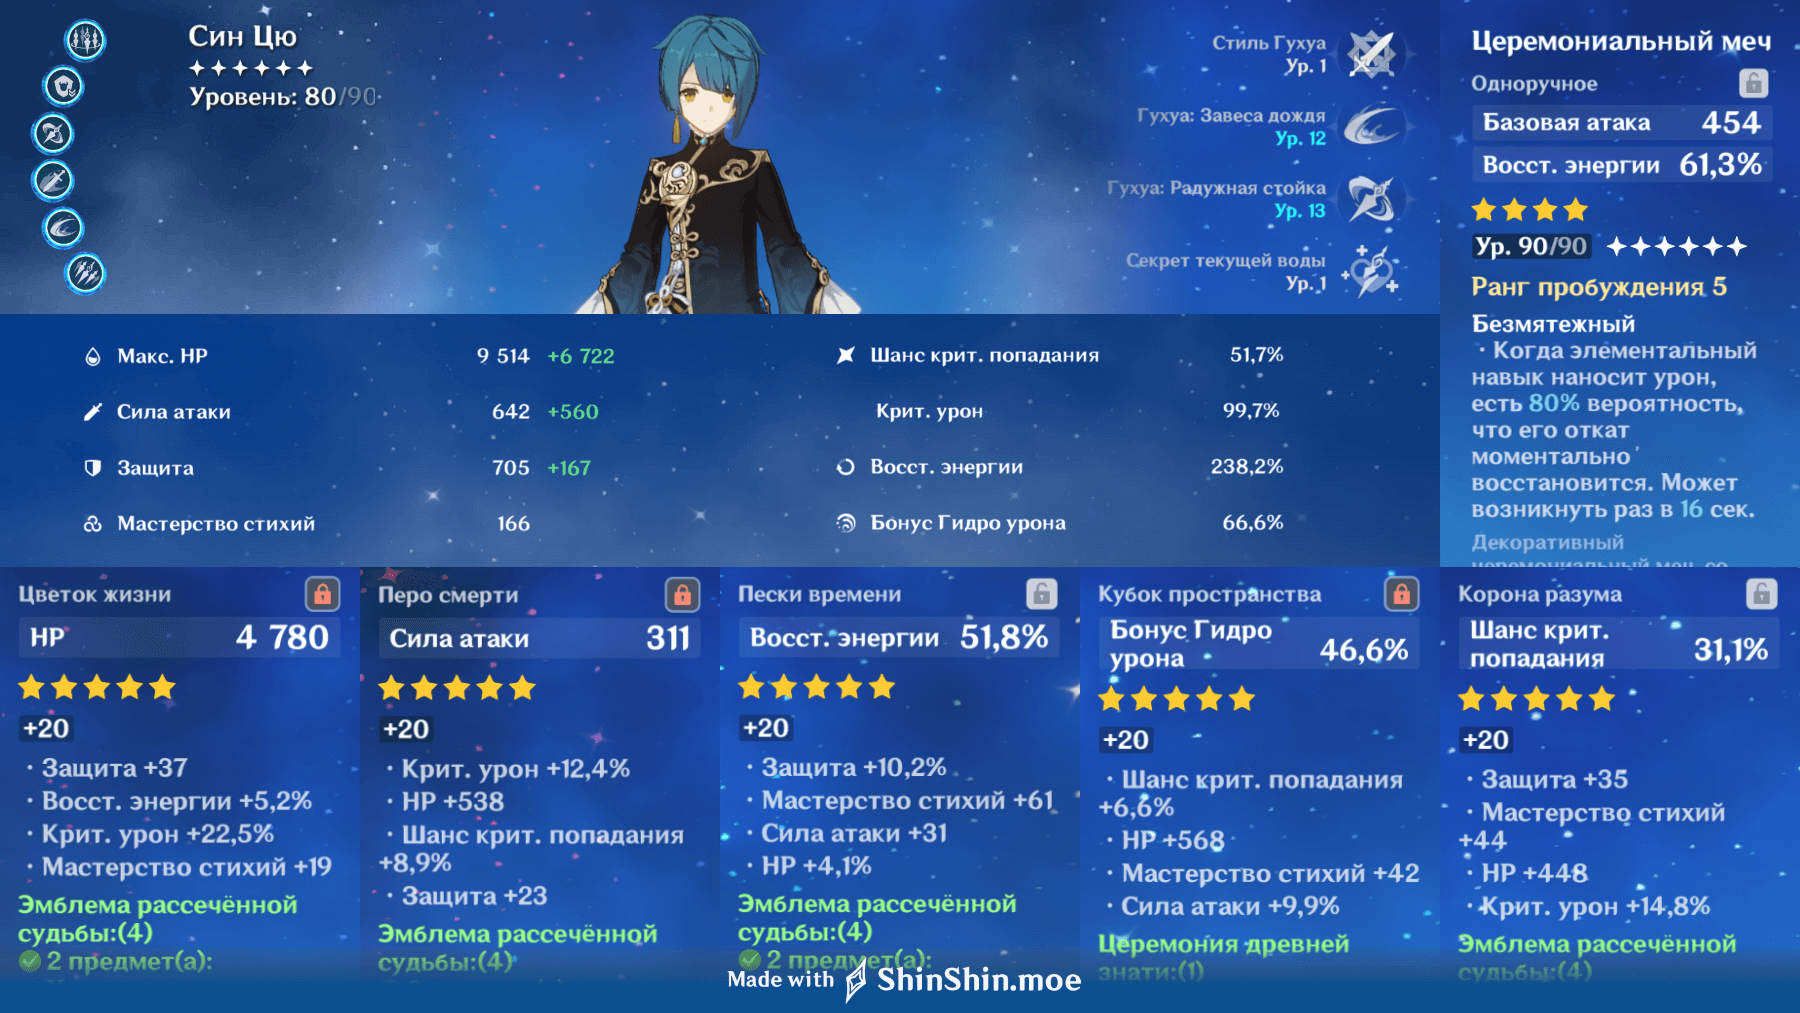 Син Цю
Уровень: 80/90
Стиль Гухуа
Ур. 1
Гухуа: Завеса дождя
Ур. 12
Гухуа: Радужная стойка
Ур. 13
Секрет текущей воды
Ур. 1
Церемониальный меч
Одноручное
Базовая атака 454
Восст. энергии 61,3%
Ур. 90/90
Ранг пробуждения 5
Безмятежный
· Когда элементальный
навык наносит урон,
есть 80% вероятность,
что его откат
моментально
восстановится. Может
возникнуть раз в 16 сек.
Декоративный
церемониальный меч, со
Макс. HP 9 514 +6 722
Сила атаки 642 +560
Защита 705 +167
Мастерство стихий 166
Шанс крит. попадания 51,7%
Крит. урон 99,7%
Восст. энергии 238,2%
Бонус Гидро урона 66,6%
Цветок жизни
HP 4 780
+20
· Защита +37
· Восст. энергии +5,2%
· Крит. урон +22,5%
· Мастерство стихий +19
Эмблема рассечённой
судьбы:(4)
2 предмет(а):
Перо смерти
Сила атаки 311
+20
· Крит. урон +12,4%
· HP +538
· Шанс крит. попадания
+8,9%
· Защита +23
Эмблема рассечённой
судьбы:(4)
Пески времени
Восст. энергии 51,8%
+20
· Защита +10,2%
· Мастерство стихий +61
· Сила атаки +31
· HP +4,1%
Эмблема рассечённой
судьбы:(4)
2 предмет(а):
Кубок пространства
Бонус Гидро
урона 46,6%
+20
· Шанс крит. попадания
+6,6%
· HP +568
· Мастерство стихий +42
· Сила атаки +9,9%
Церемония древней
знати:(1)
Корона разума
Шанс крит.
попадания 31,1%
+20
· Защита +35
· Мастерство стихий
+44
· HP +448
· Крит. урон +14,8%
Эмблема рассечённой
судьбы:(4)
Made with ShinShin.moe